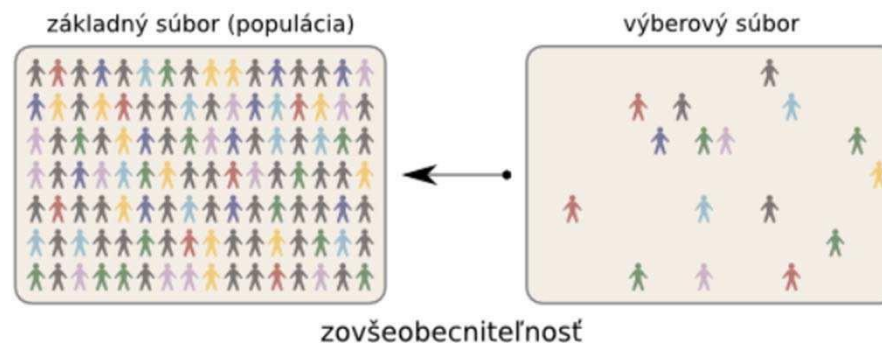 základný súbor (populácia)
výberový súbor
zovšeobecniteľnosť